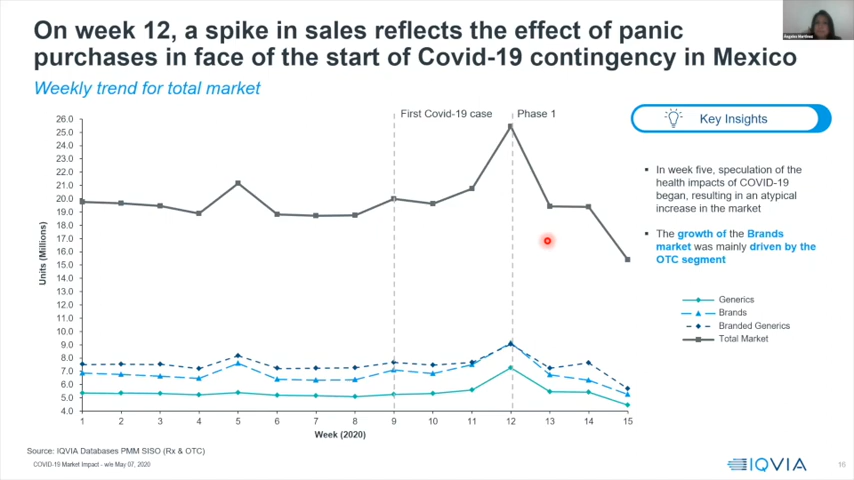 On week 12, a spike in sales reflects the effect of panic
purchases in face of the start of Covid-19 contingency in Mexico
Weekly trend for total market
Ángeles Martínez
First Covid-19 case
Phase 1
Key Insights
26.0
25.0
24.0
23.0
22.0
21.0
20.0
19.0
18.0
17.0
16.0
15.0
14.0
13.0
12.0
11.0
10.0
9.0
8.0
7.0
6.0
5.0
4.0
Units (Millions)
1 2 3 4 5 6 7 8 9 10 11 12 13 14 15
Week (2020)
In week five, speculation of the
health impacts of COVID-19
began, resulting in an atypical
increase in the market
The growth of the Brands
market was mainly driven by the
OTC segment
Generics
Brands
Branded Generics
Total Market
Source: IQVIA Databases PMM SISO (Rx & OTC)
COVID-19 Market Impact - w/e May 07, 2020
IQVIA
16